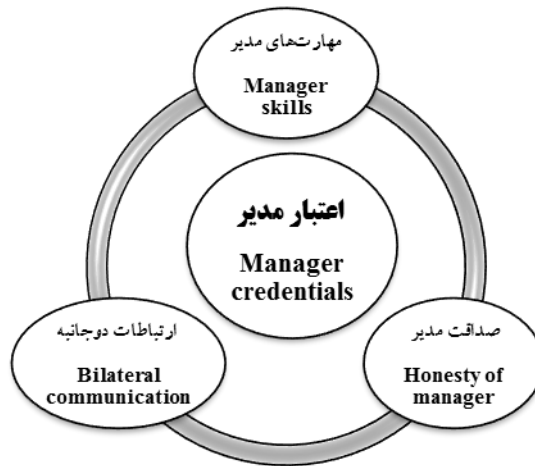 مهارت‌های مدیر
Manager
skills
اعتبار مدیر
Manager
credentials
ارتباطات دوجانبه
Bilateral
communication
صداقت مدیر
Honesty of
manager